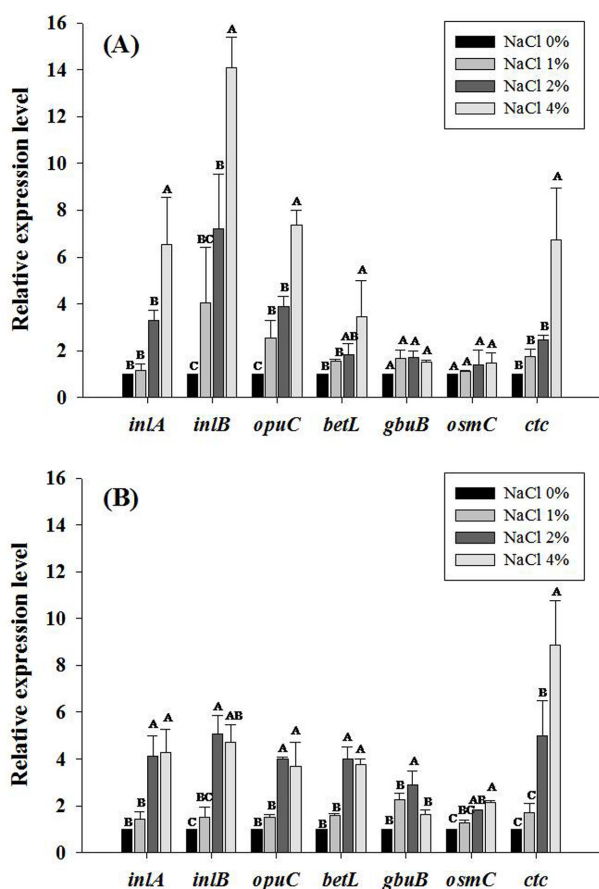 (A)
NaCl 0%
NaCl 1%
NaCl 2%
NaCl 4%
Relative expression level
16
14
12
10
8
6
4
2
0
B B B A
C BC B A
C B B A
B B AB A
A A A A
A A A A
B B B A
inlA inlB opuC betL gbuB osmC ctc
(B)
NaCl 0%
NaCl 1%
NaCl 2%
NaCl 4%
Relative expression level
16
14
12
10
8
6
4
2
0
B B A A
C BC A AB
B B A A
B B A A
B B A B
C BC AB A
C C B A
inlA inlB opuC betL gbuB osmC ctc